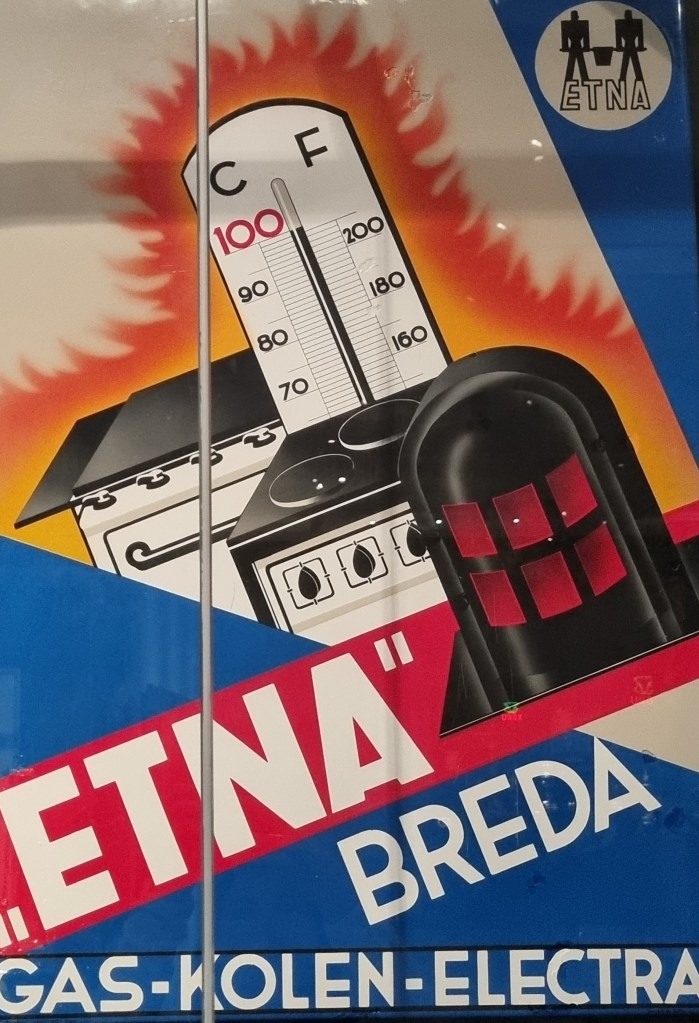 ETNA
C F
100 200
90 180
80 160
70
„ETNA"
BREDA
GAS-KOLEN-ELECTRA